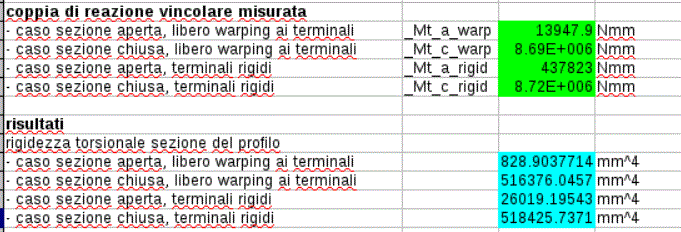 coppia di reazione vincolare misurata
- caso sezione aperta, libero warping ai terminali _Mt_a_warp 13947.9 Nmm
- caso sezione chiusa, libero warping ai terminali _Mt_c_warp 8.69E+006 Nmm
- caso sezione aperta, terminali rigidi _Mt_a_rigid 437823 Nmm
- caso sezione chiusa, terminali rigidi _Mt_c_rigid 8.72E+006 Nmm
risultati
rigidezza torsionale sezione del profilo
- caso sezione aperta, libero warping ai terminali 828.9037714 mm^4
- caso sezione chiusa, libero warping ai terminali 516376.0457 mm^4
- caso sezione aperta, terminali rigidi 26019.19543 mm^4
- caso sezione chiusa, terminali rigidi 518425.7371 mm^4